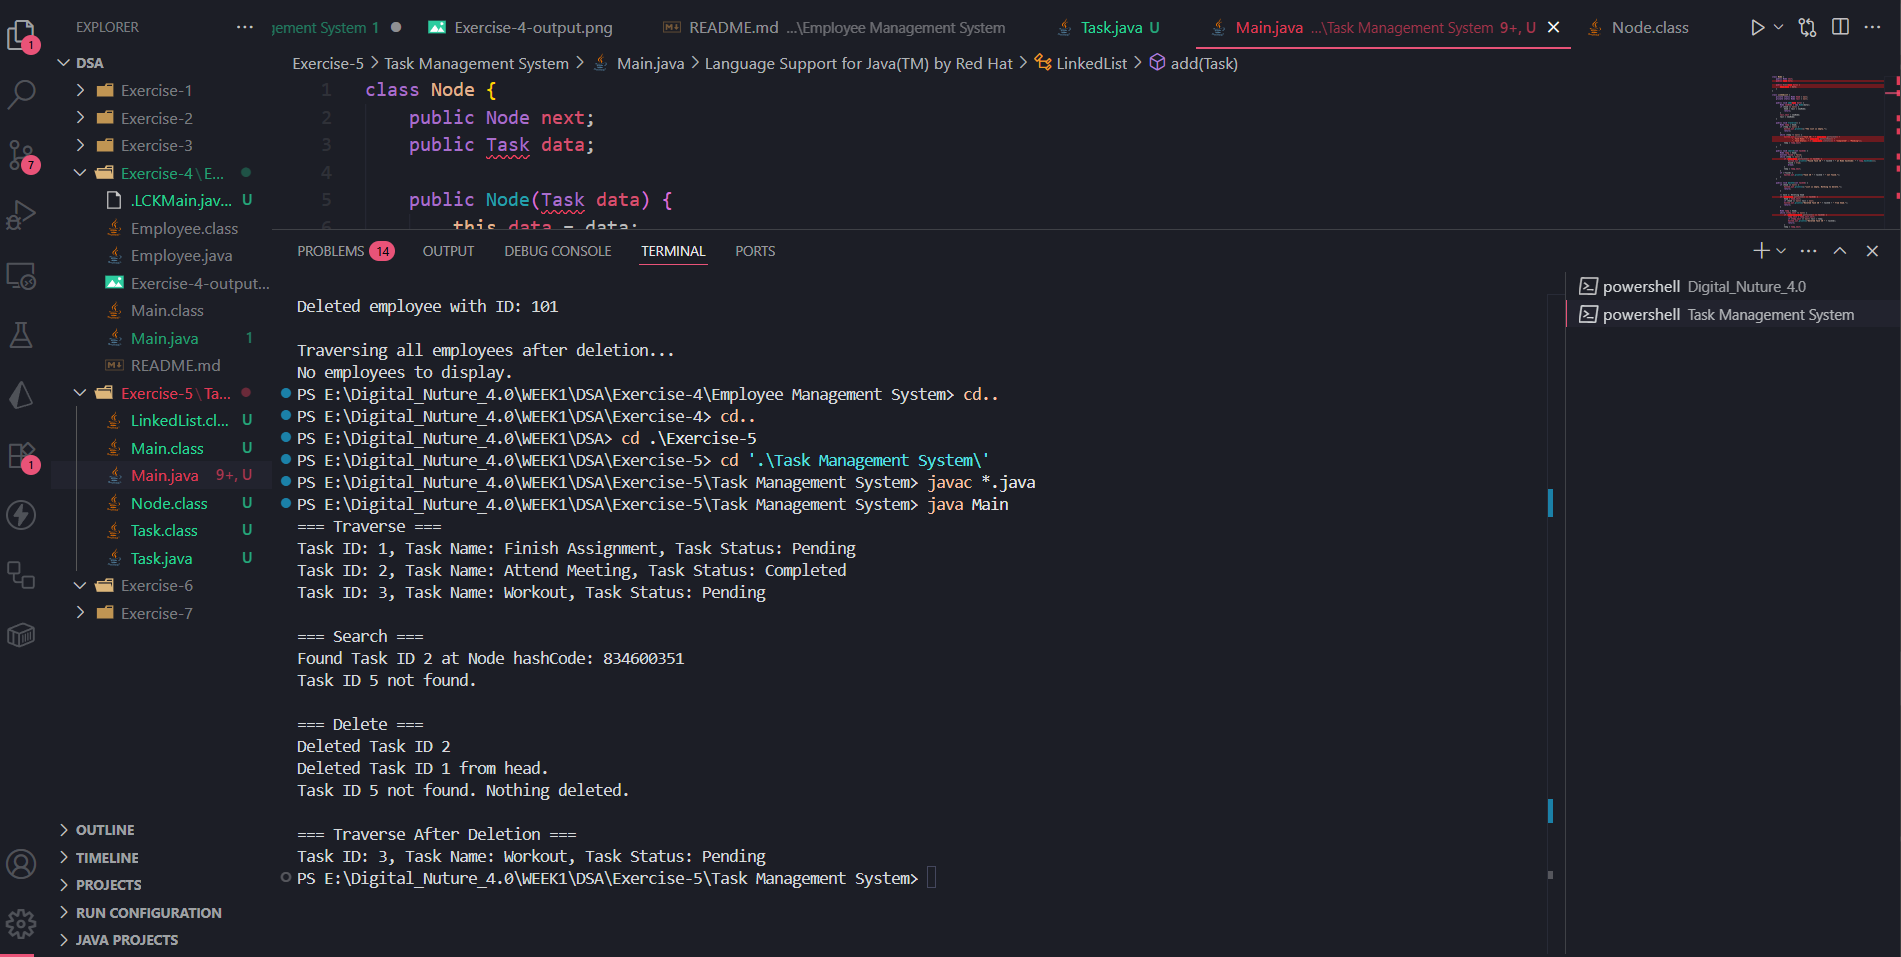 EXPLORER
gement System 1
Exercise-4-output.png
README.md ...\Employee Management System
Task.java U
Main.java ...\Task Management System 9+, U
Node.class
DSA
Exercise-1
Exercise-2
Exercise-3
Exercise-4 \ E...
.LCKMain.jav... U
Employee.class
Employee.java
Exercise-4-output...
Main.class
Main.java 1
README.md
Exercise-5 \ Ta...
LinkedList.cl... U
Main.class U
Main.java 9+, U
Node.class U
Task.class U
Task.java U
Exercise-6
Exercise-7
OUTLINE
TIMELINE
PROJECTS
RUN CONFIGURATION
JAVA PROJECTS
1
7
1
Exercise-5 > Task Management System > Main.java > Language Support for Java(TM) by Red Hat > LinkedList > add(Task)
1 class Node {
2 public Node next;
3 public Task data;
4
5 public Node(Task data) {
6 this.data = data;
PROBLEMS 14 OUTPUT DEBUG CONSOLE TERMINAL PORTS
Deleted employee with ID: 101
Traversing all employees after deletion...
No employees to display.
PS E:\Digital_Nuture_4.0\WEEK1\DSA\Exercise-4\Employee Management System> cd..
PS E:\Digital_Nuture_4.0\WEEK1\DSA\Exercise-4> cd..
PS E:\Digital_Nuture_4.0\WEEK1\DSA> cd .\Exercise-5
PS E:\Digital_Nuture_4.0\WEEK1\DSA\Exercise-5> cd '.\Task Management System\'
PS E:\Digital_Nuture_4.0\WEEK1\DSA\Exercise-5\Task Management System> javac *.java
PS E:\Digital_Nuture_4.0\WEEK1\DSA\Exercise-5\Task Management System> java Main
=== Traverse ===
Task ID: 1, Task Name: Finish Assignment, Task Status: Pending
Task ID: 2, Task Name: Attend Meeting, Task Status: Completed
Task ID: 3, Task Name: Workout, Task Status: Pending
=== Search ===
Found Task ID 2 at Node hashCode: 834600351
Task ID 5 not found.
=== Delete ===
Deleted Task ID 2
Deleted Task ID 1 from head.
Task ID 5 not found. Nothing deleted.
=== Traverse After Deletion ===
Task ID: 3, Task Name: Workout, Task Status: Pending
PS E:\Digital_Nuture_4.0\WEEK1\DSA\Exercise-5\Task Management System>
powershell Digital_Nuture_4.0
powershell Task Management System